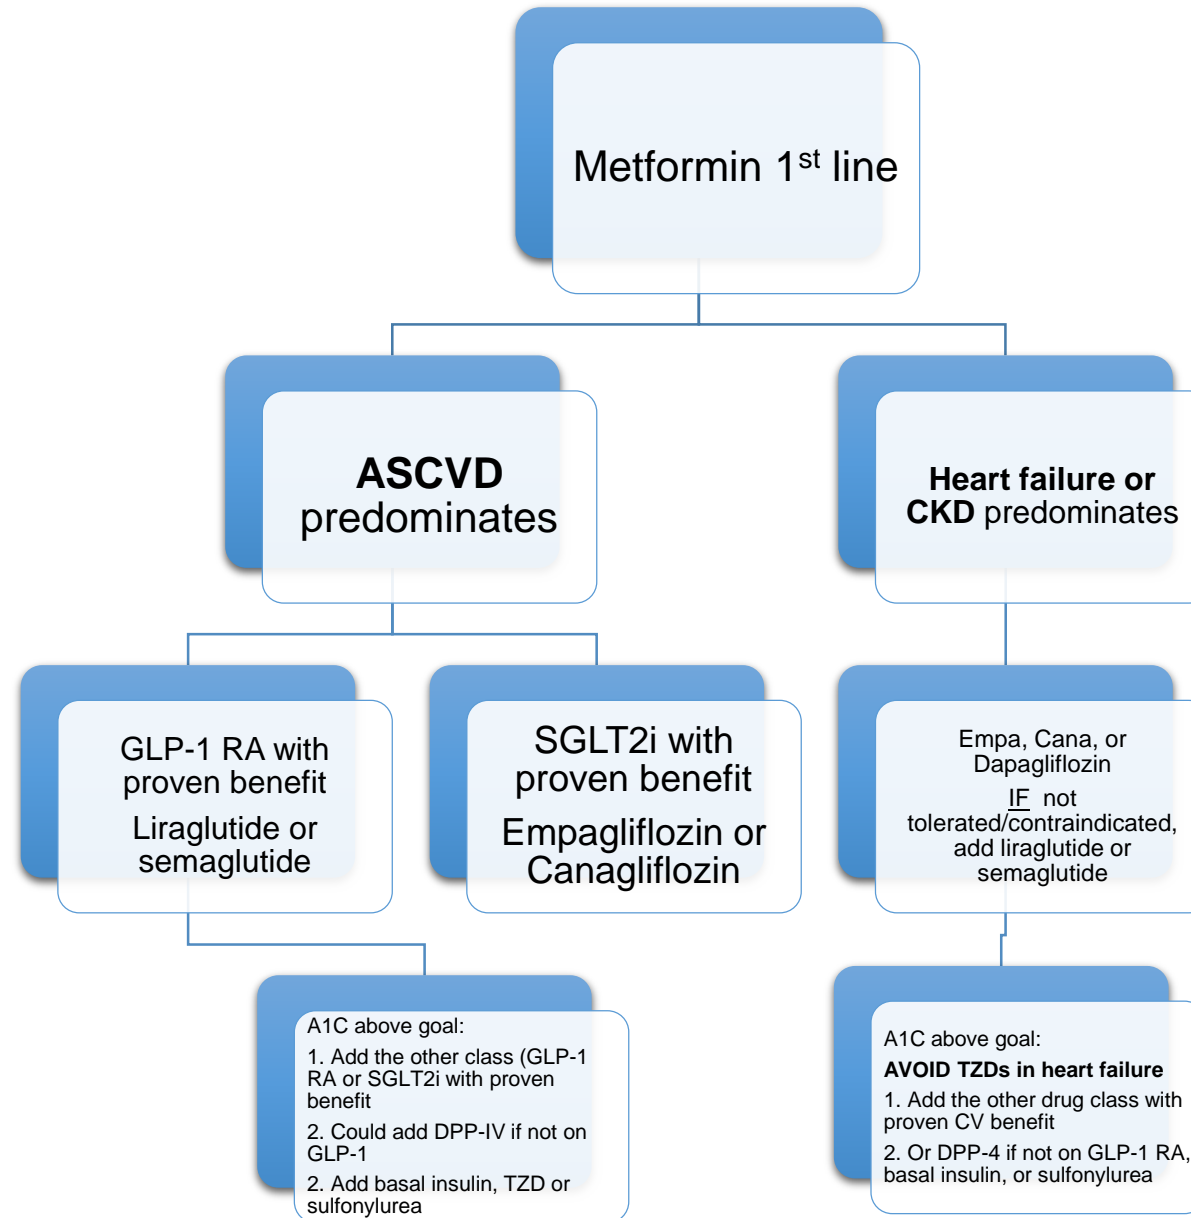 Metformin 1st line
ASCVD
predominates
Heart failure or
CKD predominates
GLP-1 RA with
proven benefit
Liraglutide or
semaglutide
SGLT2i with
proven benefit
Empagliflozin or
Canagliflozin
Empa, Cana, or
Dapagliflozin
IF not
tolerated/contraindicated,
add liraglutide or
semaglutide
A1C above goal:
1. Add the other class (GLP-1
RA or SGLT2i with proven
benefit
2. Could add DPP-IV if not on
GLP-1
2. Add basal insulin, TZD or
sulfonylurea
A1C above goal:
AVOID TZDs in heart failure
1. Add the other drug class with
proven CV benefit
2. Or DPP-4 if not on GLP-1 RA,
basal insulin, or sulfonylurea